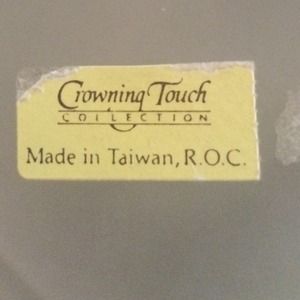 Crowning Touch
COLLECTION
Made in Taiwan, R.O.C.